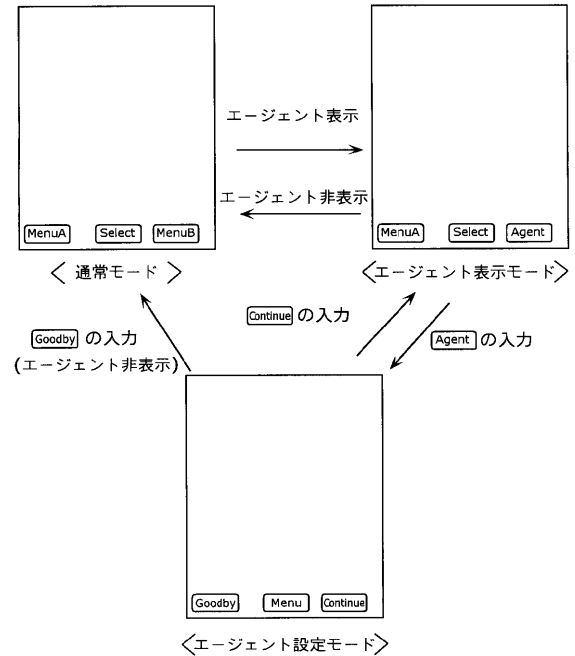 エージェント表示
エージェント非表示
MenuA Select MenuB
MenuA Select Agent
〈 通常モード 〉
〈エージェント表示モード〉
Goodby の入力
(エージェント非表示)
Continue の入力
Agent の入力
Goodby Menu Continue
〈エージェント設定モード〉